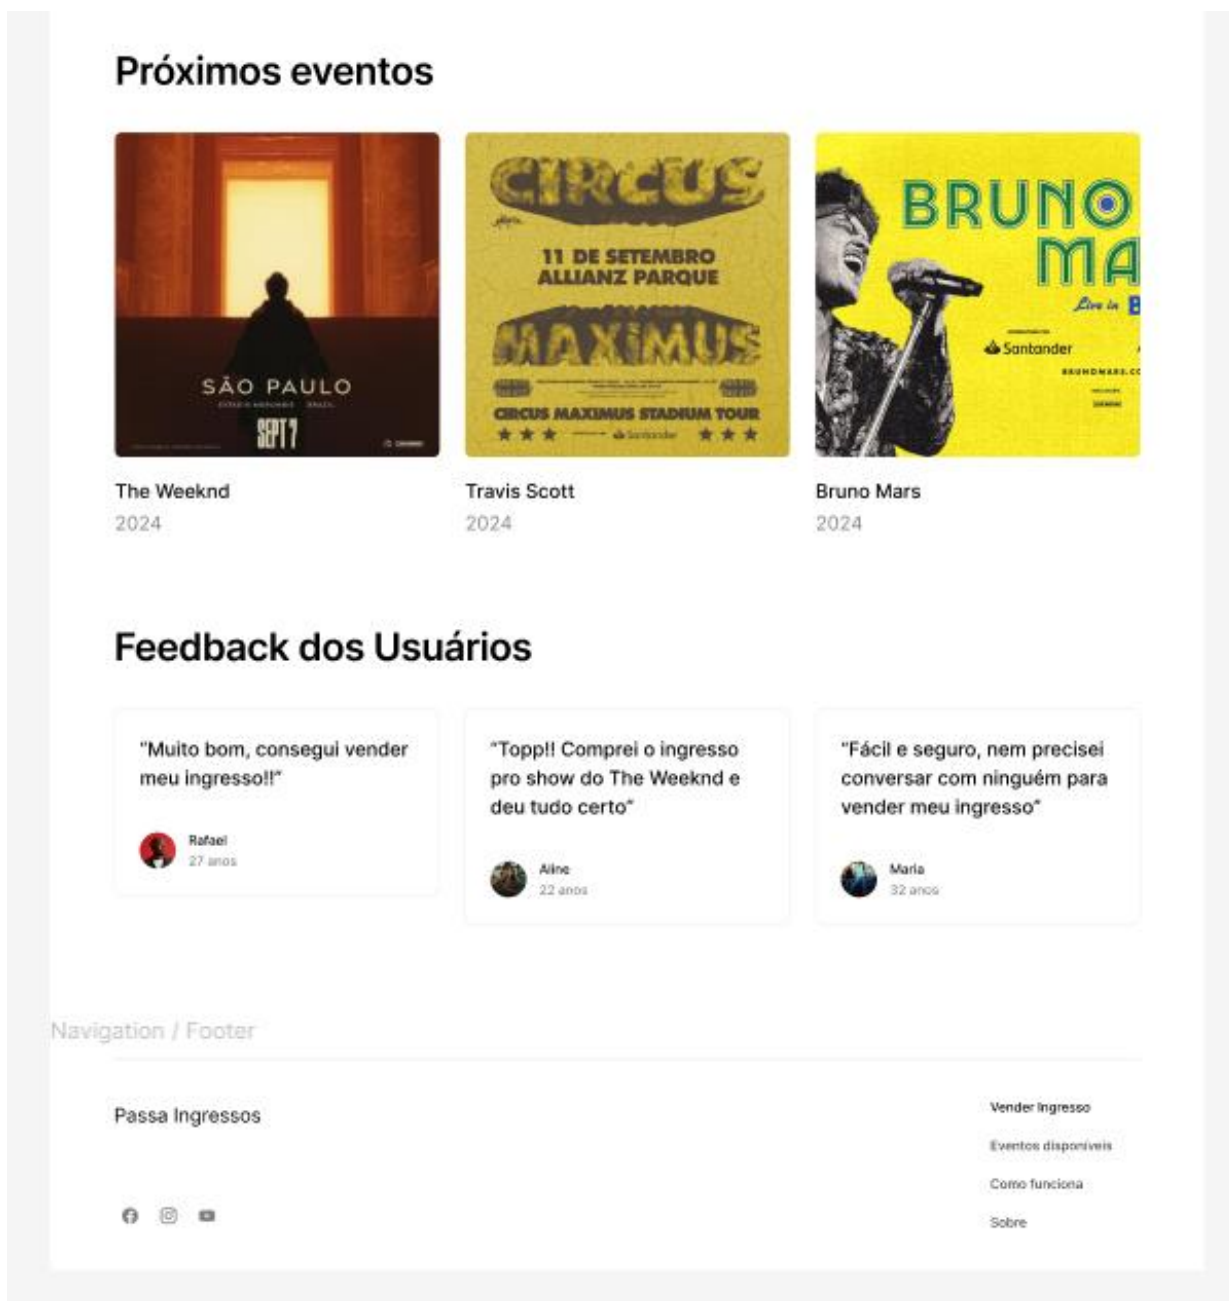 Próximos eventos
CIRCUS
11 DE SETEMBRO
ALLIANZ PARQUE
MAXIMUS
CIRCUS MAXIMUS STADIUM TOUR
Santander
SÃO PAULO
SEPT 7
BRUNO
MA
Live in B
Santander
BRUNOMARS.CO
The Weeknd
Travis Scott
Bruno Mars
2024
2024
2024
Feedback dos Usuários
“Muito bom, consegui vender
meu ingresso!!”
Rafael
27 anos
“Topp!! Comprei o ingresso
pro show do The Weeknd e
deu tudo certo”
Aline
22 anos
“Fácil e seguro, nem precisei
conversar com ninguém para
vender meu ingresso”
Maria
32 anos
Navigation / Footer
Passa Ingressos
Vender Ingresso
Eventos disponíveis
Como funciona
Sobre